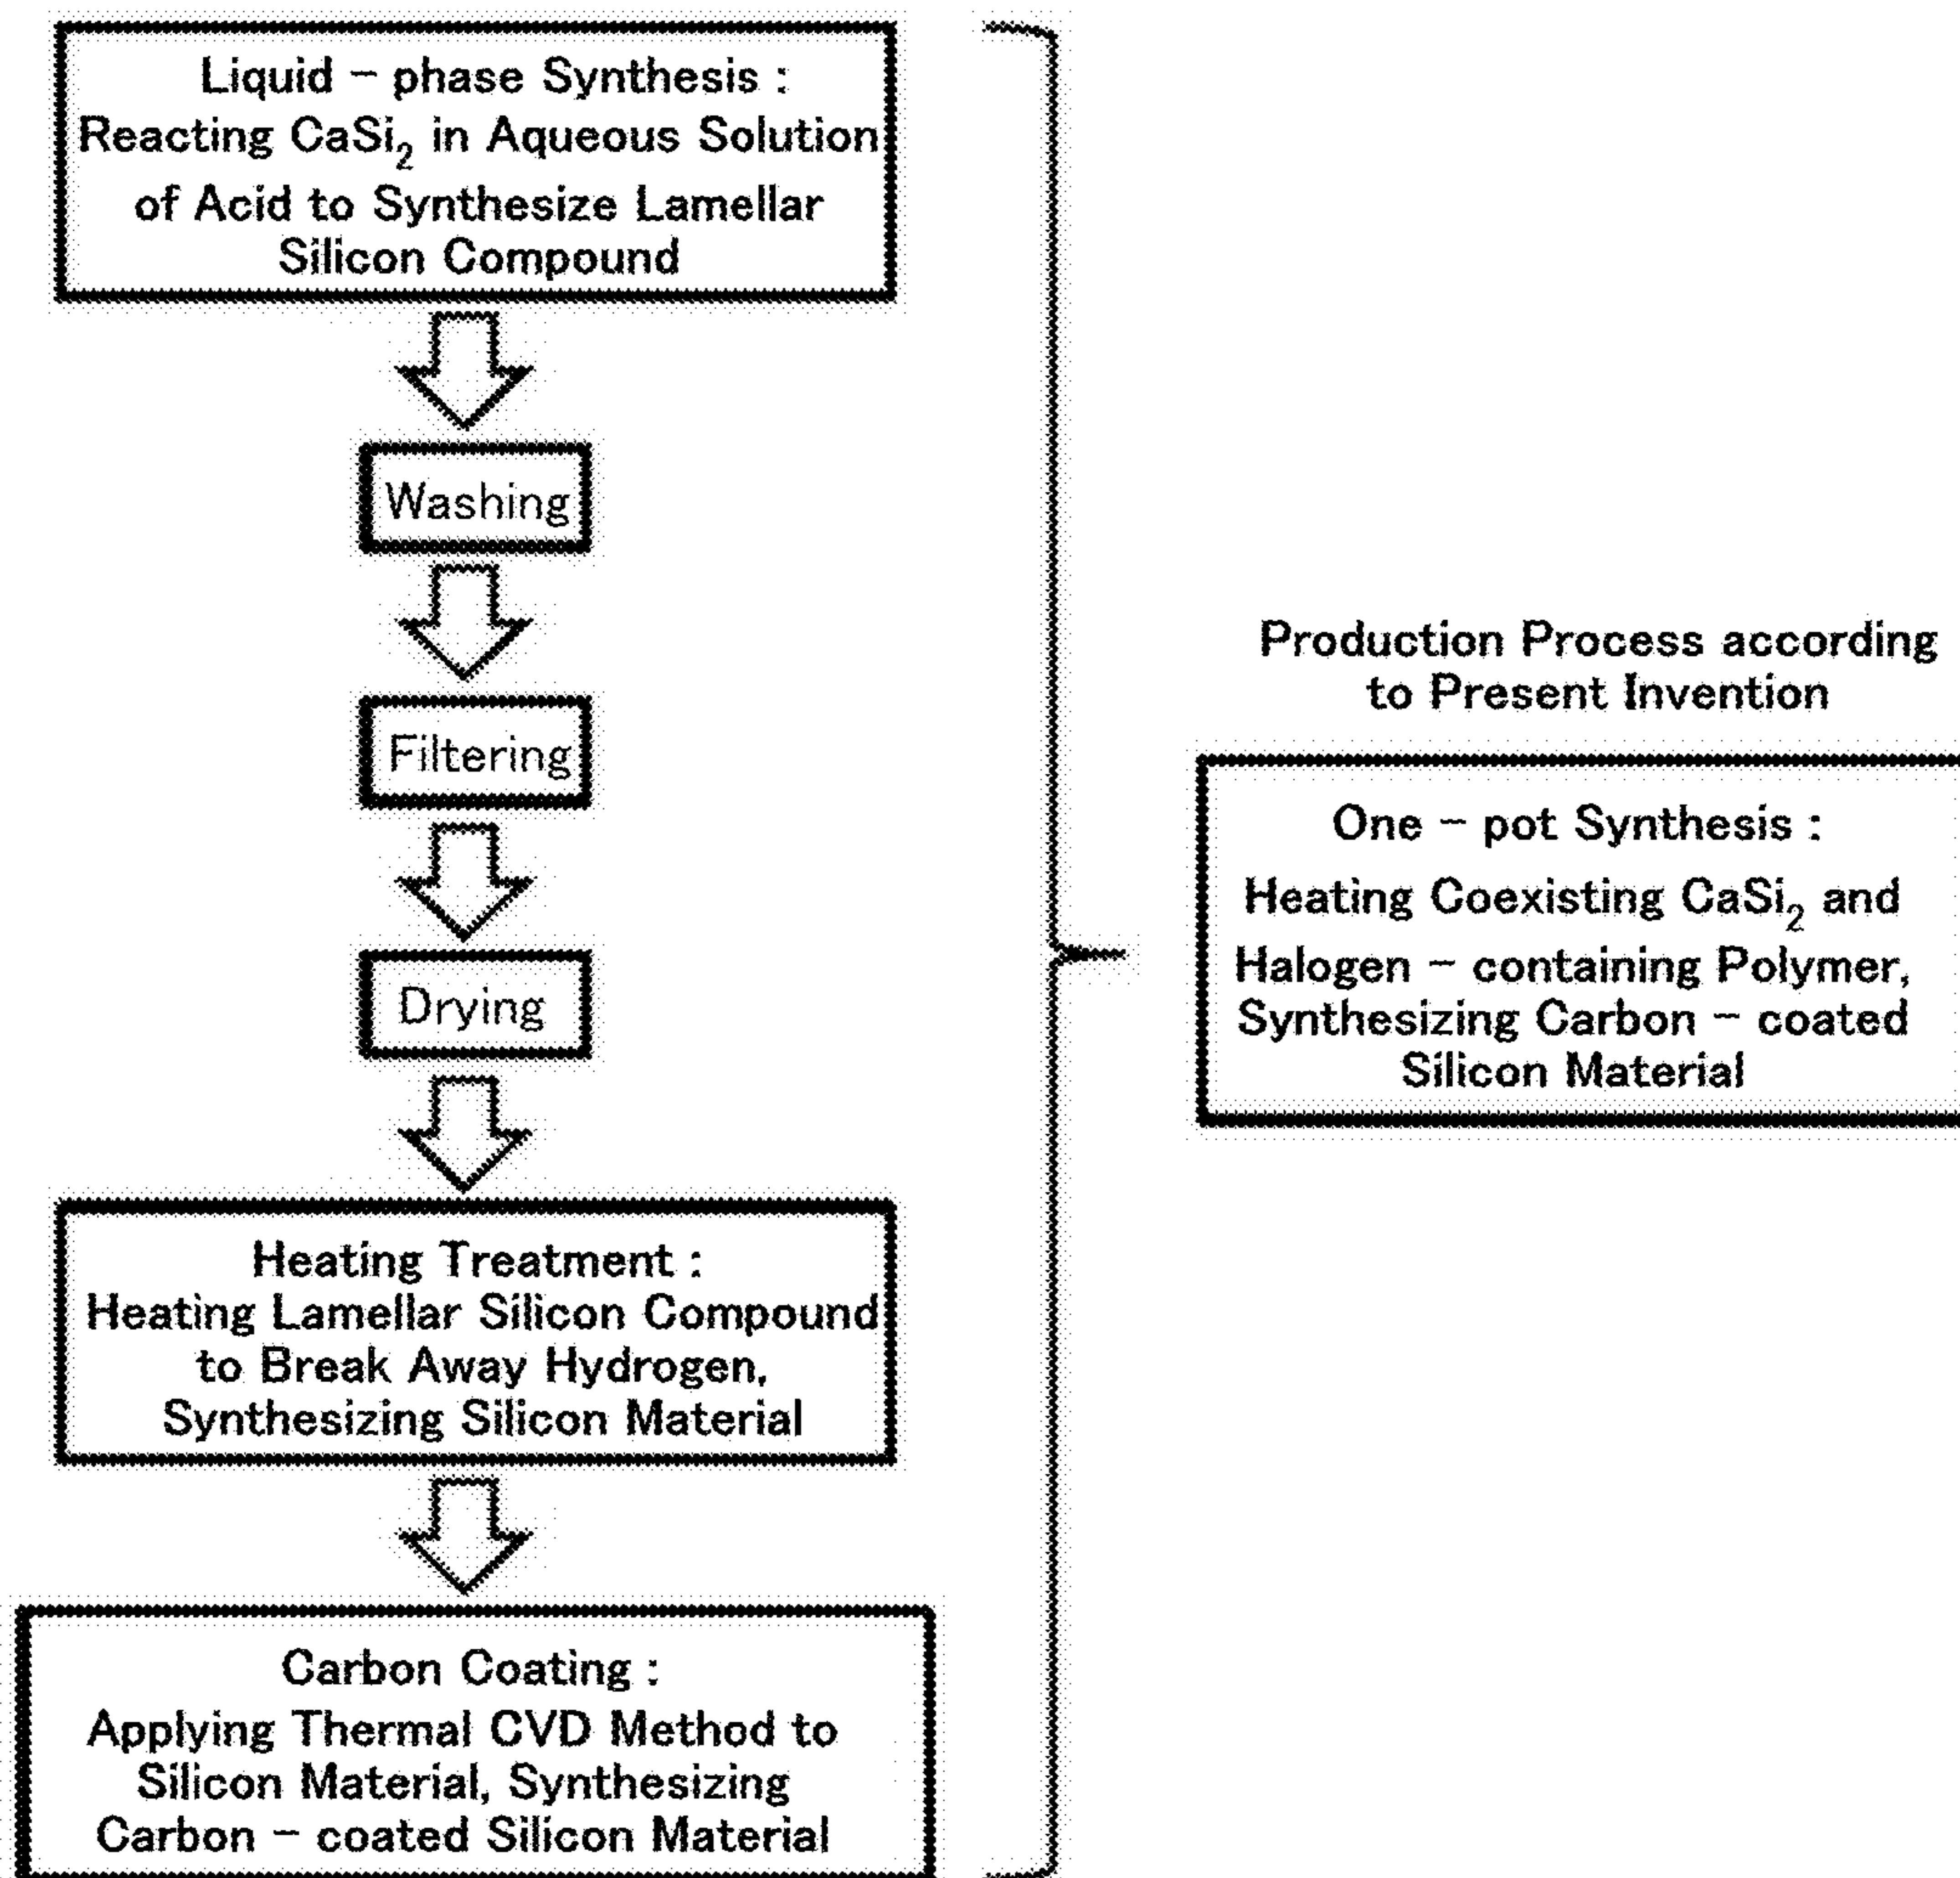 Liquid – phase Synthesis :
Reacting CaSi₂ in Aqueous Solution
of Acid to Synthesize Lamellar
Silicon Compound
Washing
Filtering
Drying
Heating Treatment :
Heating Lamellar Silicon Compound
to Break Away Hydrogen,
Synthesizing Silicon Material
Carbon Coating :
Applying Thermal CVD Method to
Silicon Material, Synthesizing
Carbon – coated Silicon Material
Production Process according
to Present Invention
One – pot Synthesis :
Heating Coexisting CaSi₂ and
Halogen – containing Polymer,
Synthesizing Carbon – coated
Silicon Material